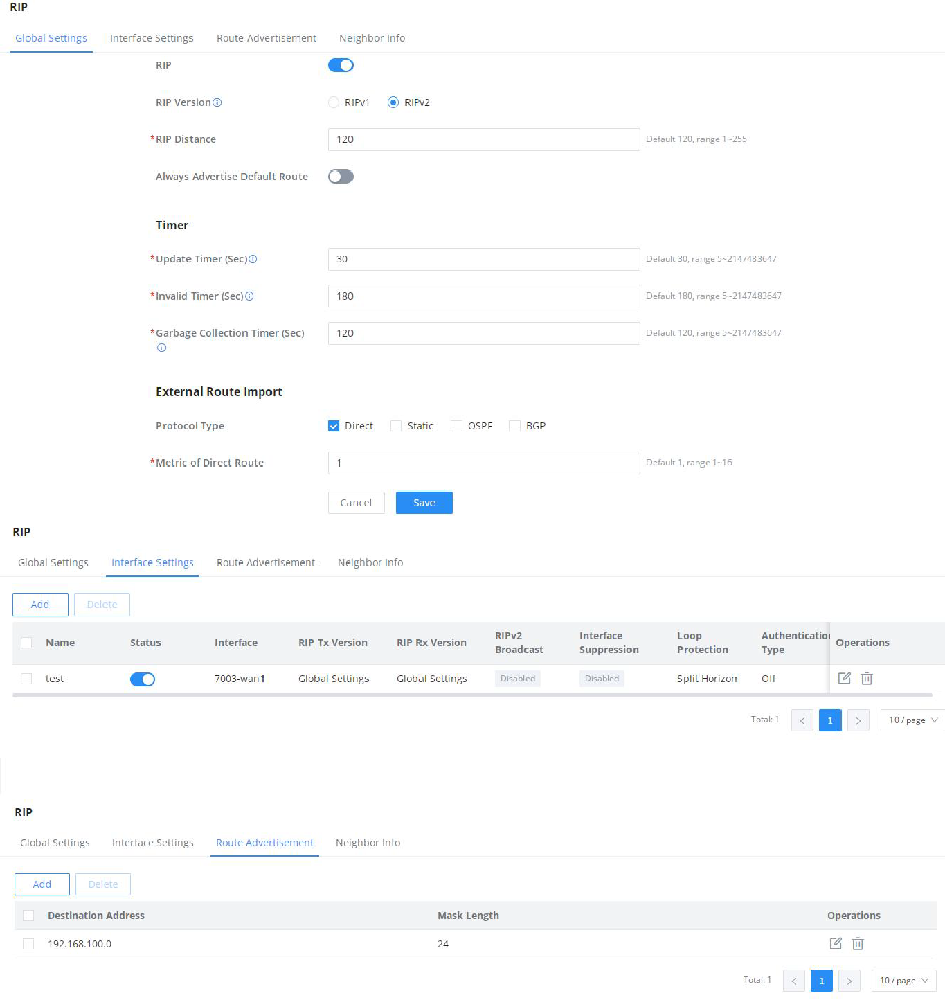 RIP
Global Settings Interface Settings Route Advertisement Neighbor Info
RIP
RIP Version RIPv1 RIPv2
*RIP Distance 120 Default 120, range 1~255
Always Advertise Default Route
Timer
*Update Timer (Sec) 30 Default 30, range 5~2147483647
*Invalid Timer (Sec) 180 Default 180, range 5~2147483647
*Garbage Collection Timer (Sec) 120 Default 120, range 5~2147483647
External Route Import
Protocol Type Direct Static OSPF BGP
*Metric of Direct Route 1 Default 1, range 1~16
Cancel Save
RIP
Global Settings Interface Settings Route Advertisement Neighbor Info
Add Delete
Name Status Interface RIP Tx Version RIP Rx Version RIPv2 Broadcast Interface Suppression Loop Protection Authentication Type Operations
test 7003-wan1 Global Settings Global Settings Disabled Disabled Split Horizon Off
Total: 1 < 1 > 10 / page
RIP
Global Settings Interface Settings Route Advertisement Neighbor Info
Add Delete
Destination Address Mask Length Operations
192.168.100.0 24
Total: 1 < 1 > 10 / page